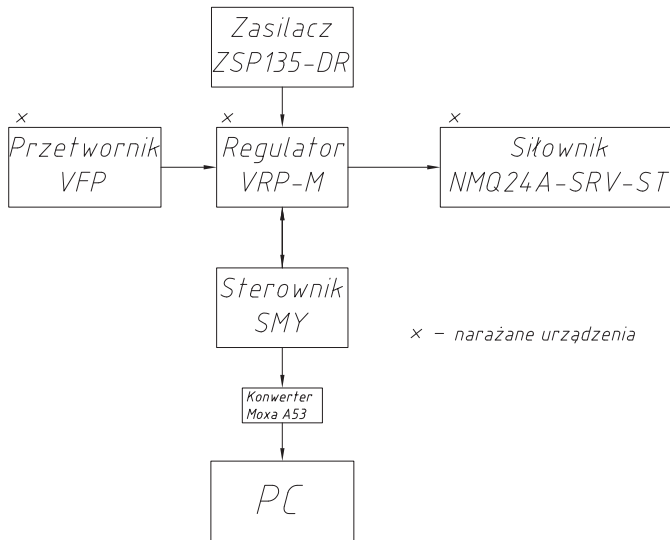 Zasilacz
ZSP135-DR
×
Przetwornik
VFP
×
Regulator
VRP-M
×
Siłownik
NMQ24A-SRV-ST
Sterownik
SMY
× - narażane urządzenia
Konwerter
Moxa A53
PC